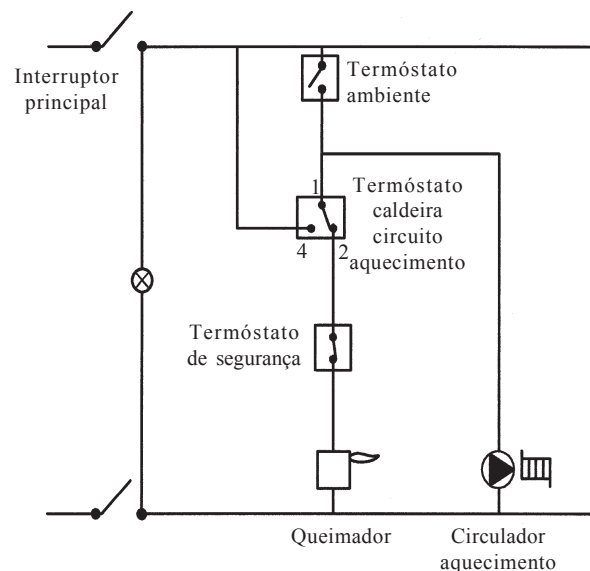 Interruptor
principal
Termóstato
ambiente
1
Termóstato
caldeira
circuito
aquecimento
4
2
Termóstato
de segurança
Queimador
Circulador
aquecimento